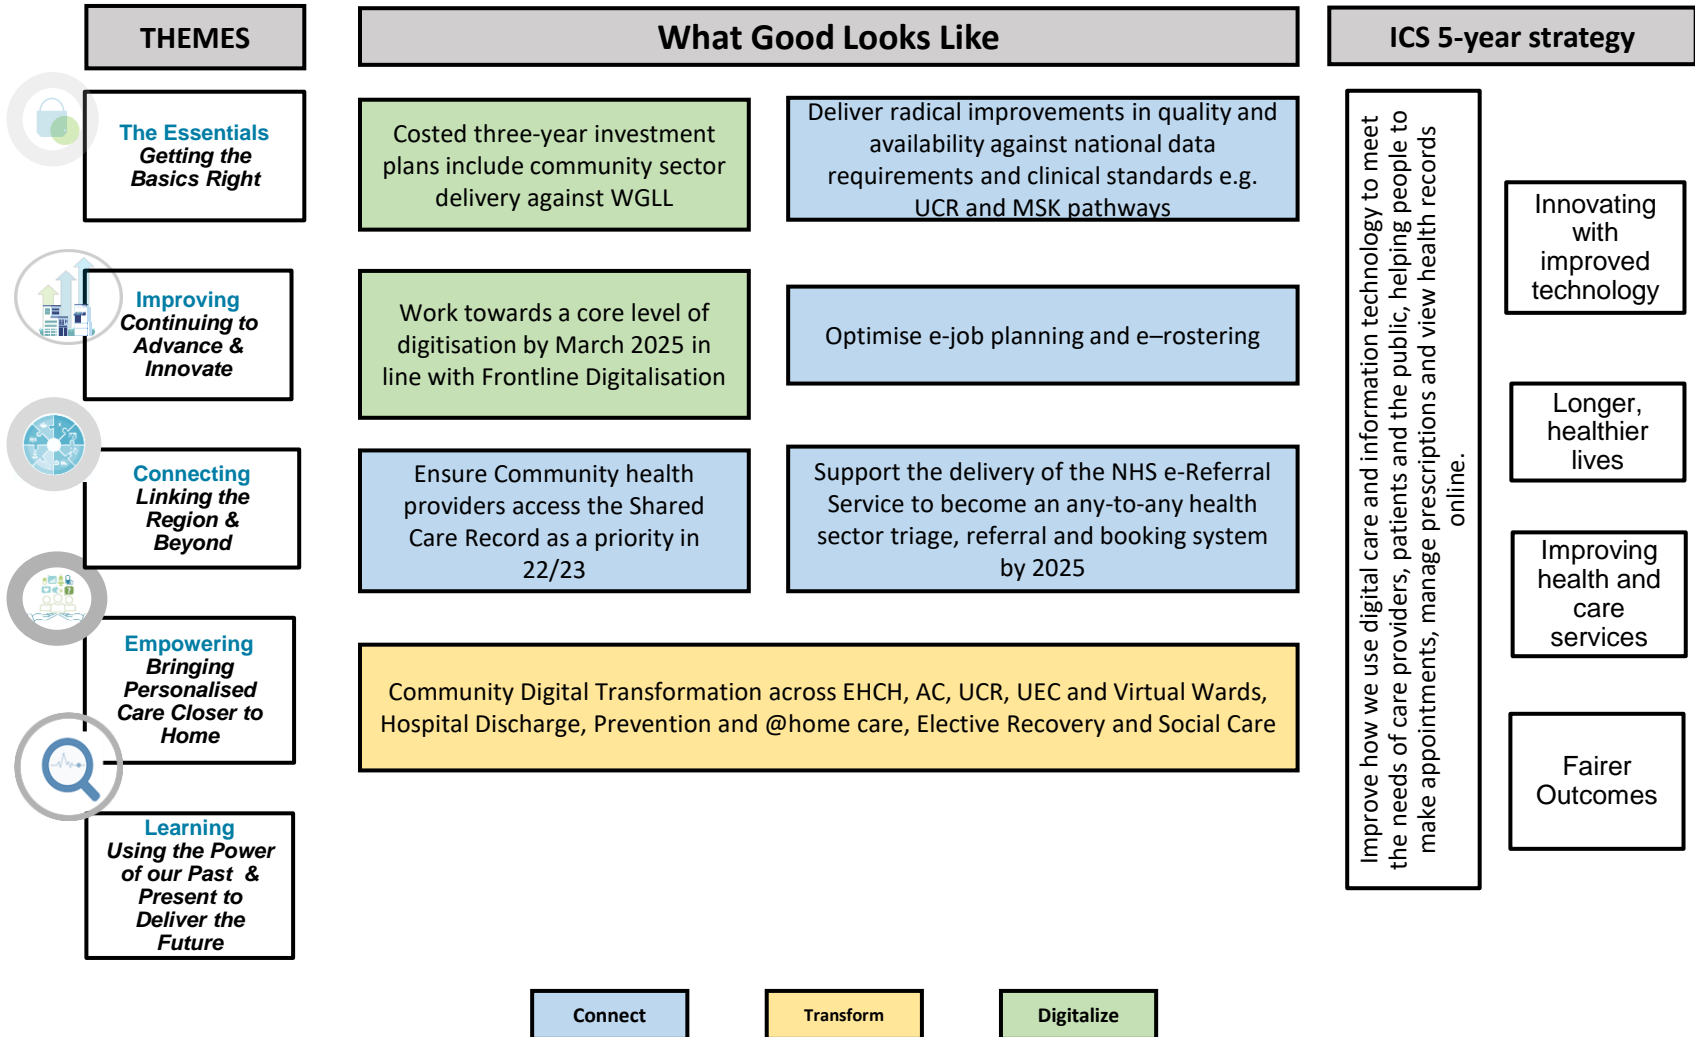 THEMES
What Good Looks Like
ICS 5-year strategy
The Essentials
Getting the
Basics Right
Costed three-year investment
plans include community sector
delivery against WGLL
Deliver radical improvements in quality and
availability against national data
requirements and clinical standards e.g.
UCR and MSK pathways
Improving
Continuing to
Advance &
Innovate
Work towards a core level of
digitisation by March 2025 in
line with Frontline Digitalisation
Optimise e-job planning and e–rostering
Connecting
Linking the
Region &
Beyond
Ensure Community health
providers access the Shared
Care Record as a priority in
22/23
Support the delivery of the NHS e-Referral
Service to become an any-to-any health
sector triage, referral and booking system
by 2025
Empowering
Bringing
Personalised
Care Closer to
Home
Community Digital Transformation across EHCH, AC, UCR, UEC and Virtual Wards,
Hospital Discharge, Prevention and @home care, Elective Recovery and Social Care
Learning
Using the Power
of our Past &
Present to
Deliver the
Future
Improve how we use digital care and information technology to meet
the needs of care providers, patients and the public, helping people to
make appointments, manage prescriptions and view health records
online.
Innovating
with
improved
technology
Longer,
healthier
lives
Improving
health and
care
services
Fairer
Outcomes
Connect
Transform
Digitalize